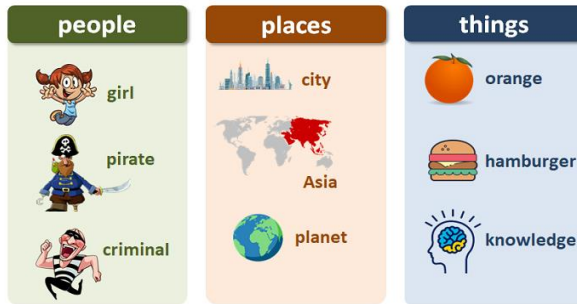 people
girl
pirate
criminal
places
city
Asia
planet
things
orange
hamburger
knowledge